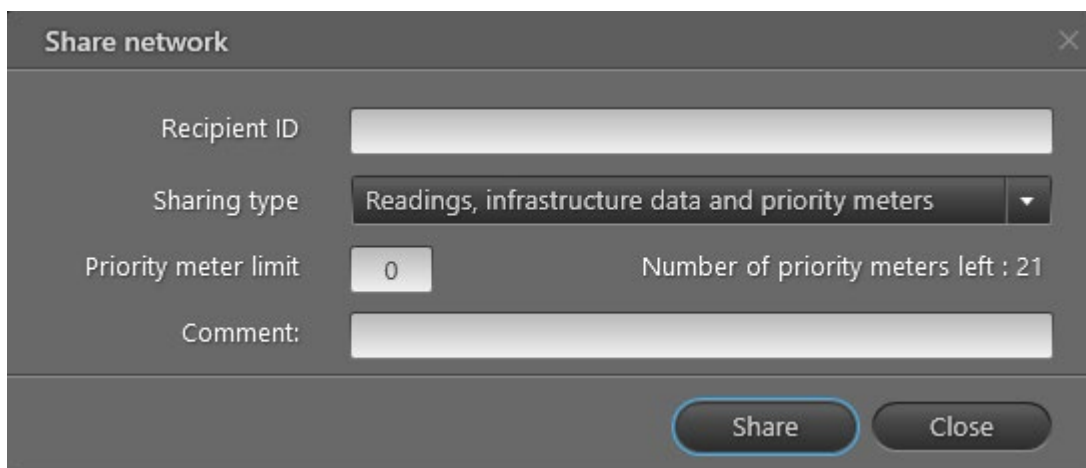 Share network
Recipient ID
Sharing type Readings, infrastructure data and priority meters
Priority meter limit 0 Number of priority meters left : 21
Comment:
Share Close